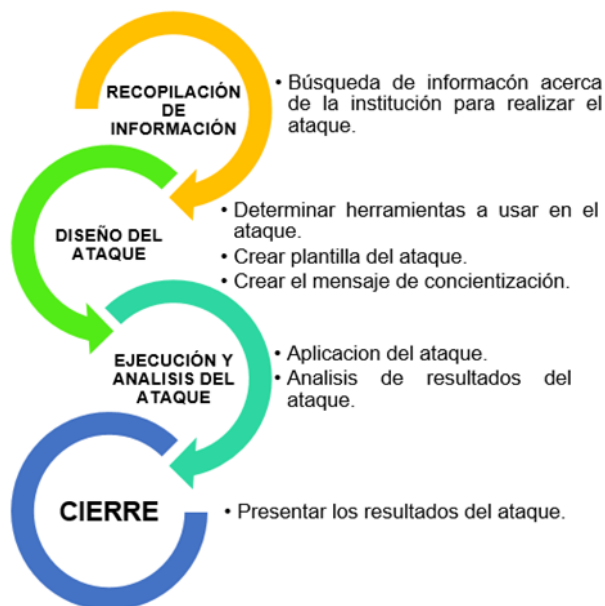 RECOPILACIÓN
DE
INFORMACIÓN
• Búsqueda de informacón acerca
de la institución para realizar el
ataque.
DISEÑO DEL
ATAQUE
• Determinar herramientas a usar en el
ataque.
• Crear plantilla del ataque.
• Crear el mensaje de concientización.
EJECUCIÓN Y
ANALISIS DEL
ATAQUE
• Aplicacion del ataque.
• Analisis de resultados del
ataque.
CIERRE
• Presentar los resultados del ataque.